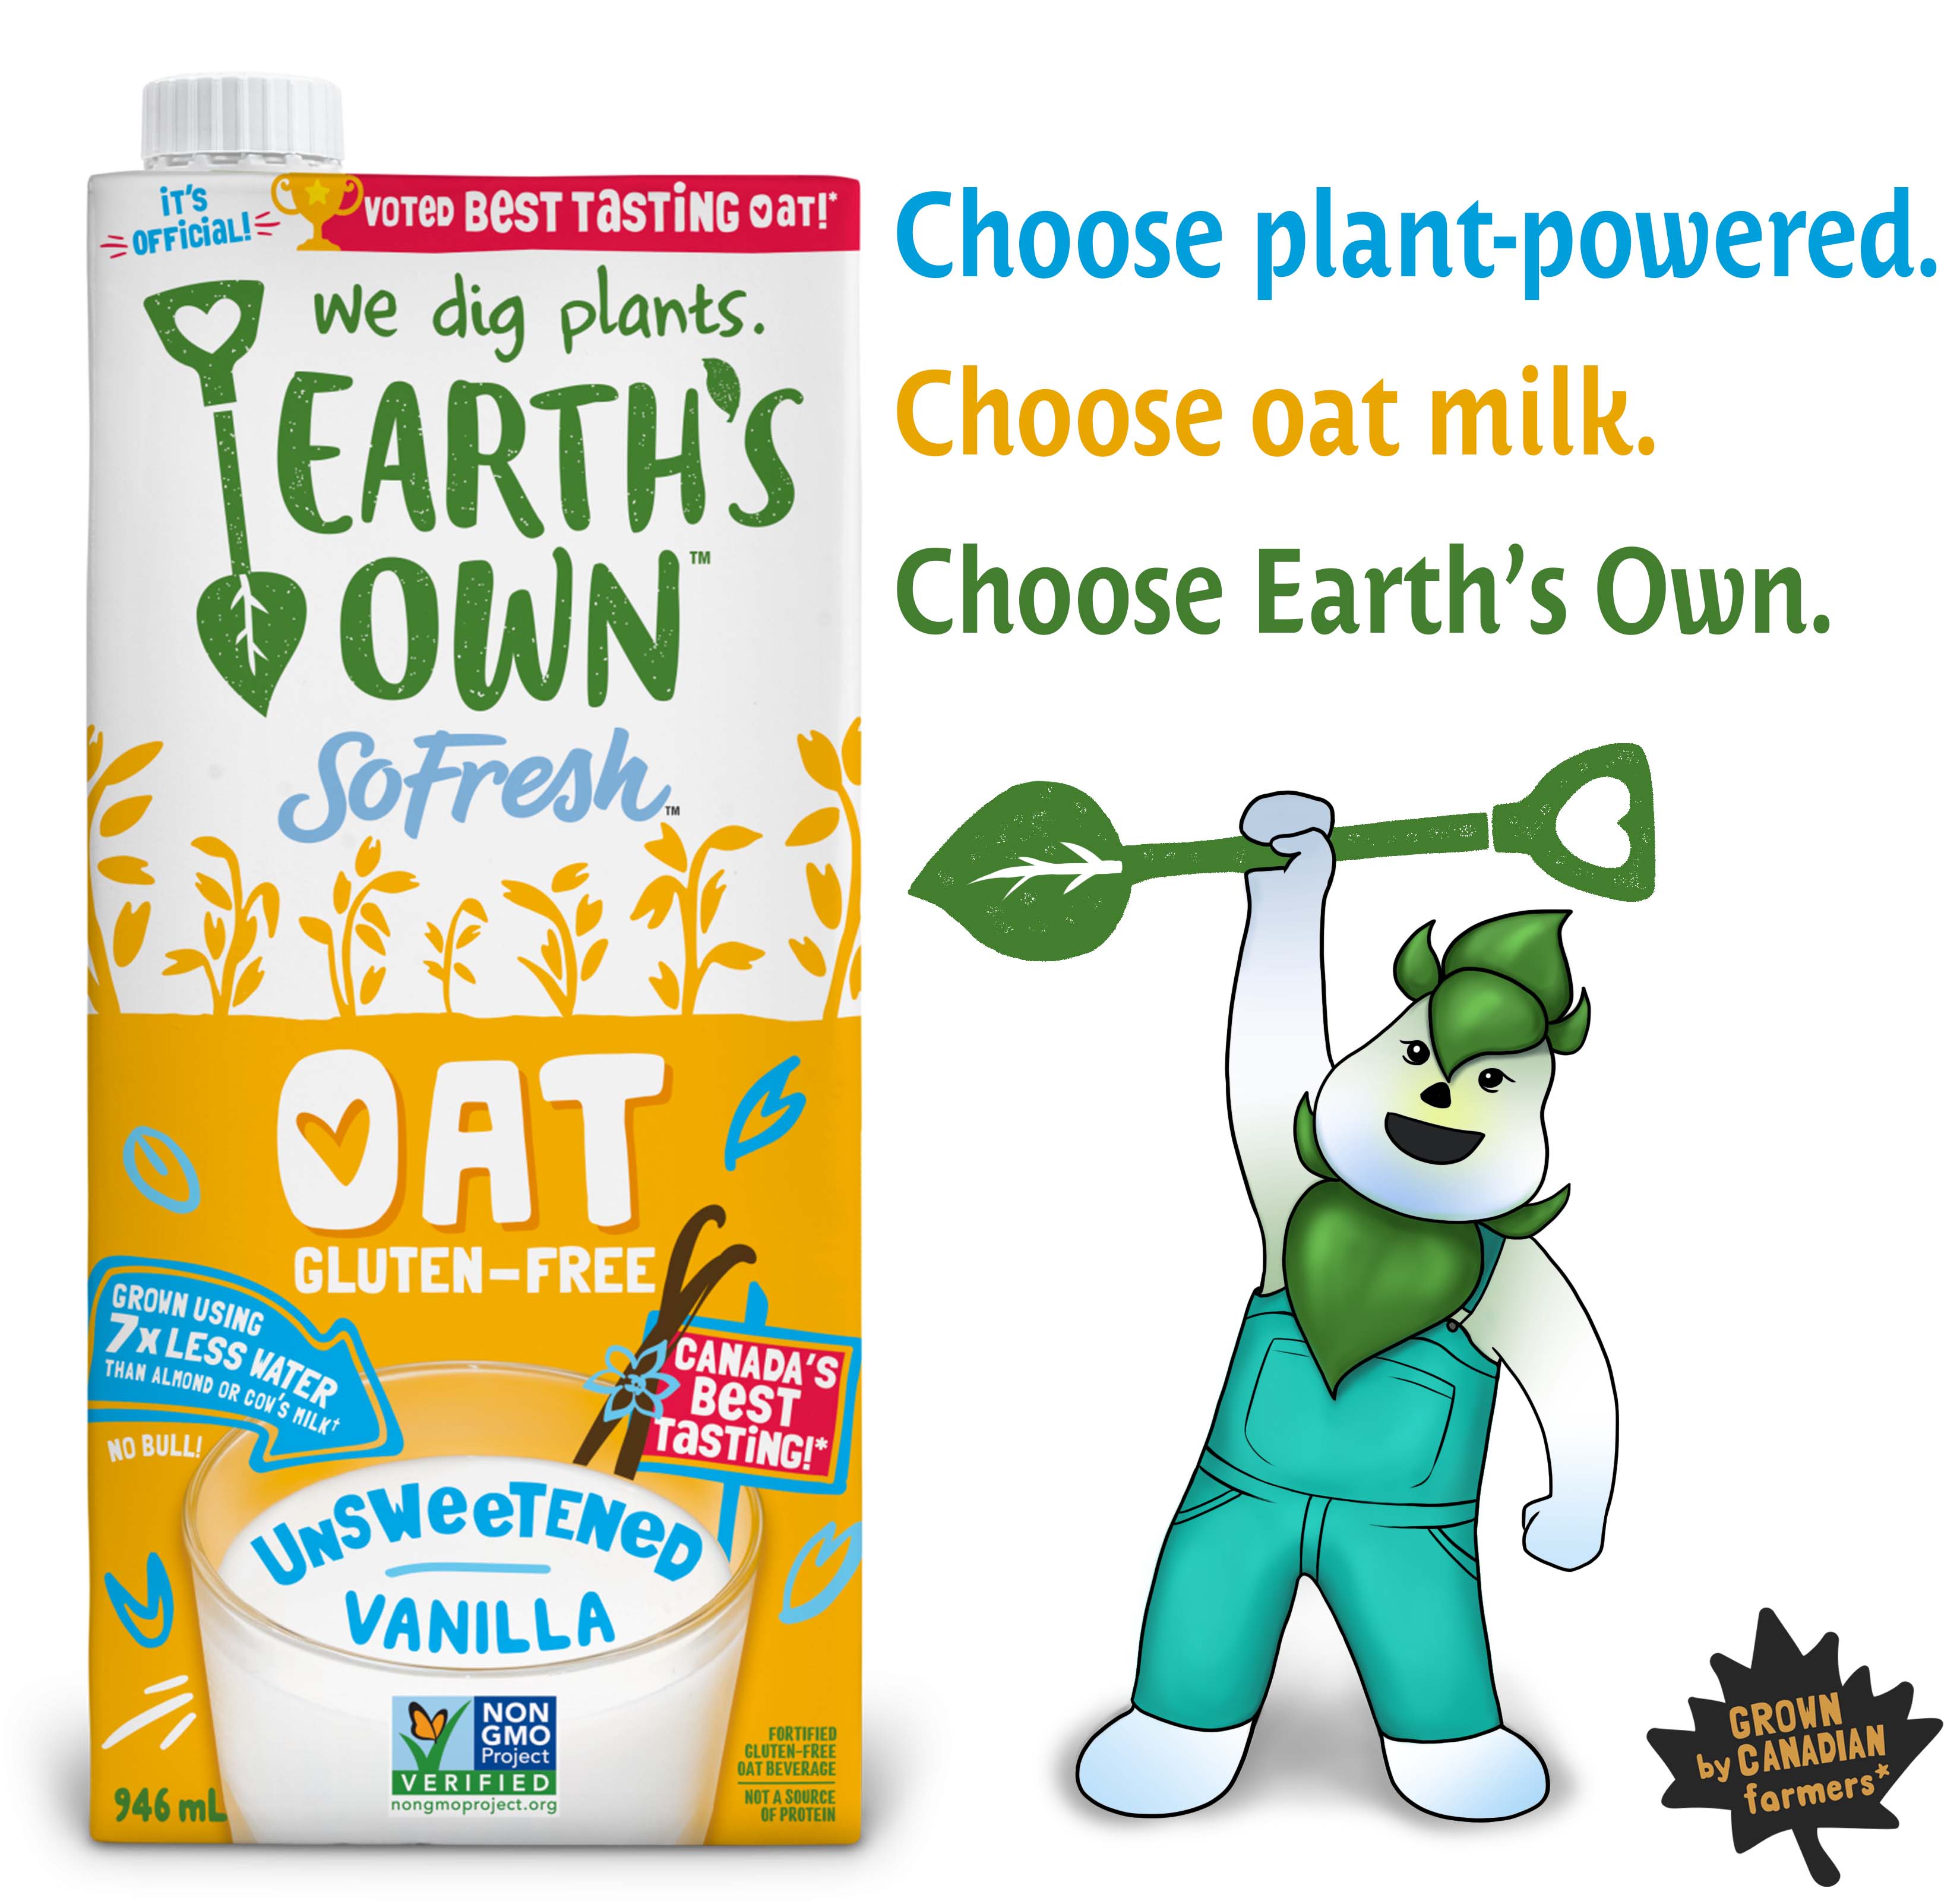 iT'S
OFFiCiaL!
VOTED BEST TASTING OAT!*
we dig plants.
EARTH'S
OWN™
SoFresh™
OAT
GLUTEN-FREE
GROWN USING
7x LESS WATER
THAN ALMOND OR COW'S MILK†
NO BULL!
CANADA'S
BEST
TASTING!*
UNSWEETENED
VANILLA
NON
GMO
Project
VERIFIED
nongmoproject.org
946 mL
FORTIFIED
GLUTEN-FREE
OAT BEVERAGE
NOT A SOURCE
OF PROTEIN
Choose plant-powered.
Choose oat milk.
Choose Earth's Own.
GROWN
by CANADIAN
farmers*